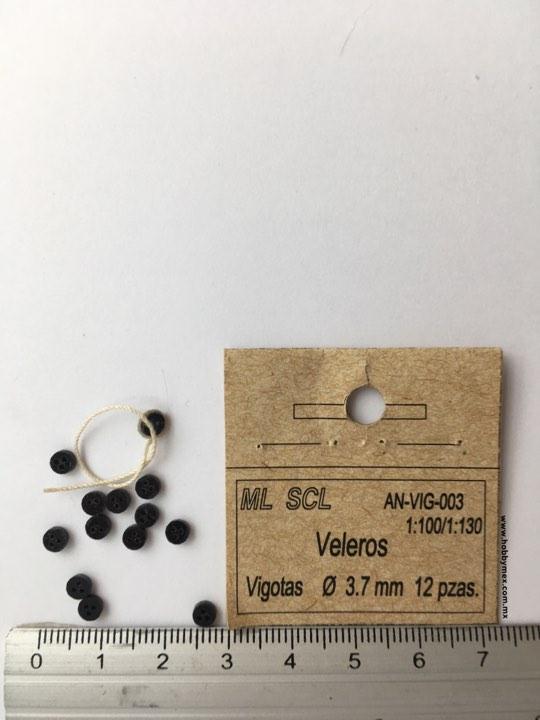 ML SCL AN-VIG-003
1:100/1:130
Veleros
Vigotas Ø 3.7 mm 12 pzas.
www.hobbymex.com.mx
0 1 2 3 4 5 6 7